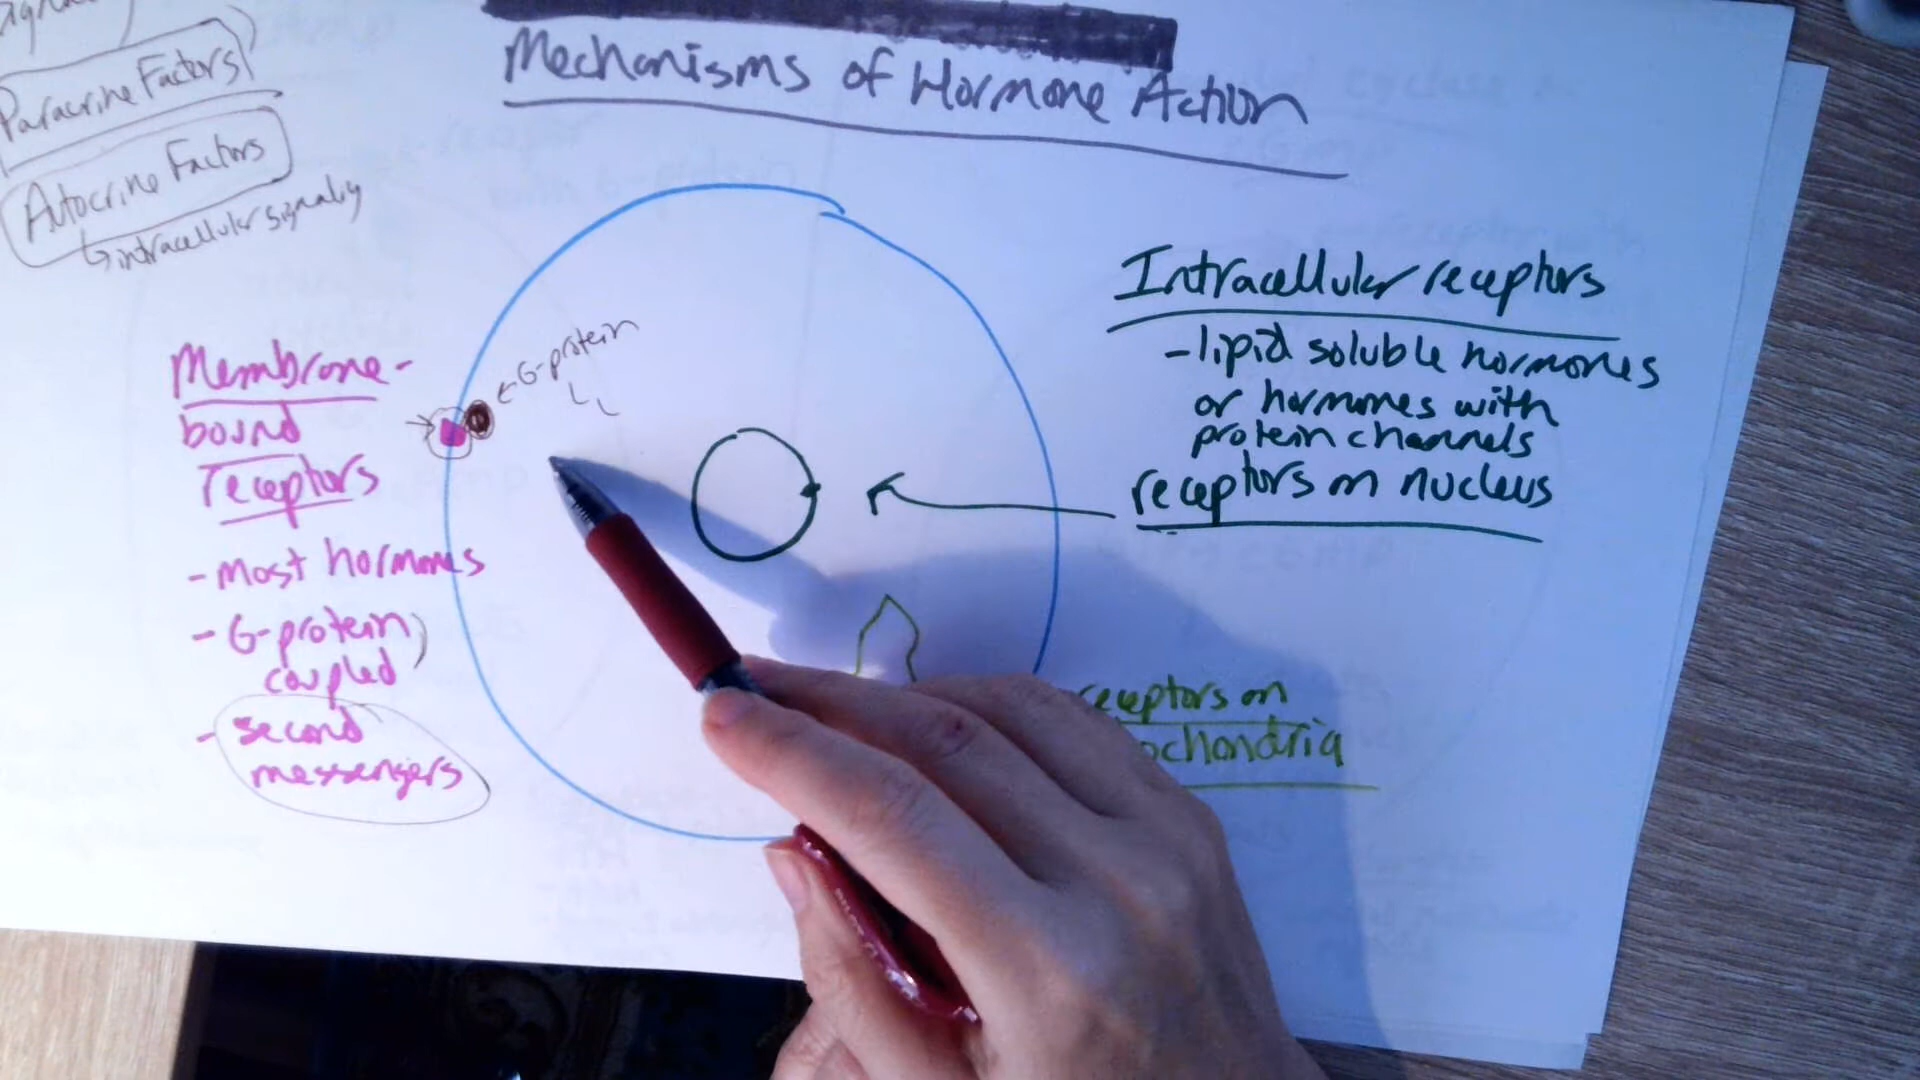 Paracrine Factors
Autocrine Factors
intracellular signaling
Mechanisms of Hormone Action
Membrane-
bound
receptors
- Most hormones
- G-protein
coupled
- second
messengers
G-protein
Intracellular receptors
- lipid soluble hormones
or hormones with
protein channels
receptors on nucleus
receptors on
ochondria